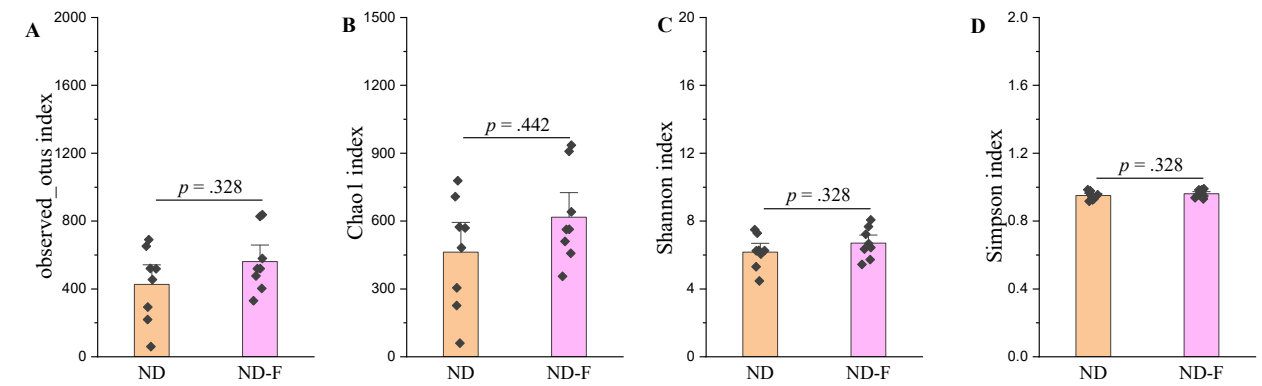 A
observed_otus index
2000
1600
1200
800
400
0
p = .328
ND
ND-F
B
Chao1 index
1500
1200
900
600
300
0
p = .442
ND
ND-F
C
Shannon index
20
16
12
8
4
0
p = .328
ND
ND-F
D
Simpson index
2.0
1.6
1.2
0.8
0.4
0.0
p = .328
ND
ND-F